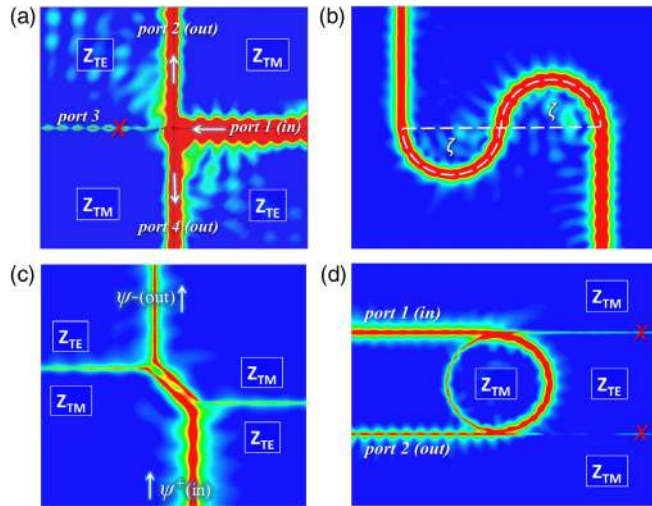 (a)
port 2 (out)
Z_TE
Z_TM
port 3
port 1 (in)
Z_TM
Z_TE
port 4 (out)
(b)
ζ
ζ
(c)
ψ-(out)
Z_TE
Z_TM
Z_TM
Z_TE
ψ⁺(in)
(d)
Z_TM
port 1 (in)
Z_TM
Z_TE
port 2 (out)
Z_TM